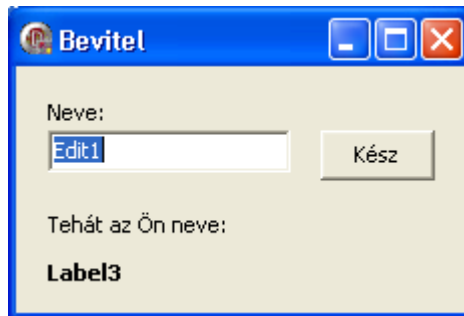 Bevitel
Neve:
Edit1
Kész
Tehát az Ön neve:
Label3